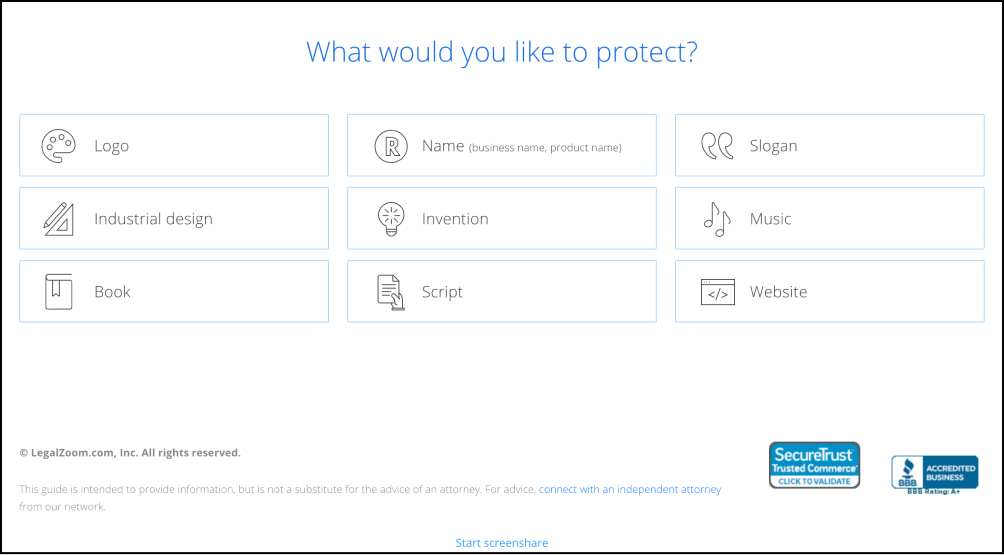 What would you like to protect?
Logo
Name (business name, product name)
Slogan
Industrial design
Invention
Music
Book
Script
</> Website
© LegalZoom.com, Inc. All rights reserved.
This guide is intended to provide information, but is not a substitute for the advice of an attorney. For advice, connect with an independent attorney
from our network.
SecureTrust
Trusted Commerce
CLICK TO VALIDATE
BBB.
ACCREDITED
BUSINESS
BBB Rating: A+
Start screenshare